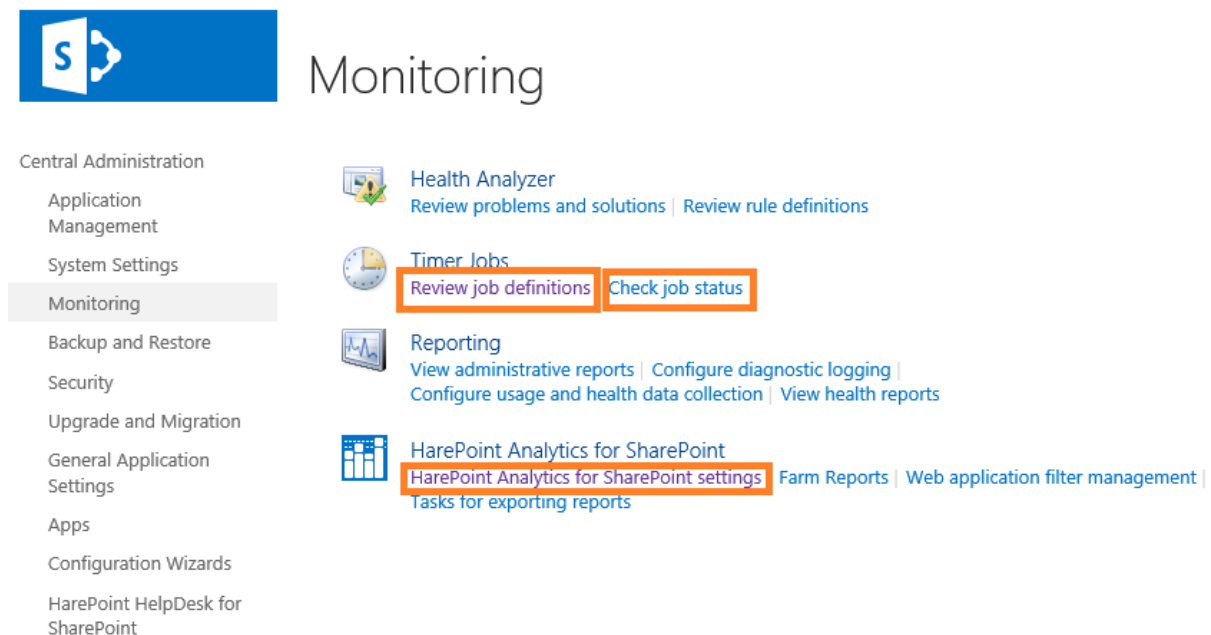 S
Monitoring
Central Administration
Application
Management
System Settings
Monitoring
Backup and Restore
Security
Upgrade and Migration
General Application
Settings
Apps
Configuration Wizards
HarePoint HelpDesk for
SharePoint
Health Analyzer
Review problems and solutions | Review rule definitions
Timer Jobs
Review job definitions Check job status
Reporting
View administrative reports | Configure diagnostic logging |
Configure usage and health data collection | View health reports
HarePoint Analytics for SharePoint
HarePoint Analytics for SharePoint settings Farm Reports | Web application filter management |
Tasks for exporting reports